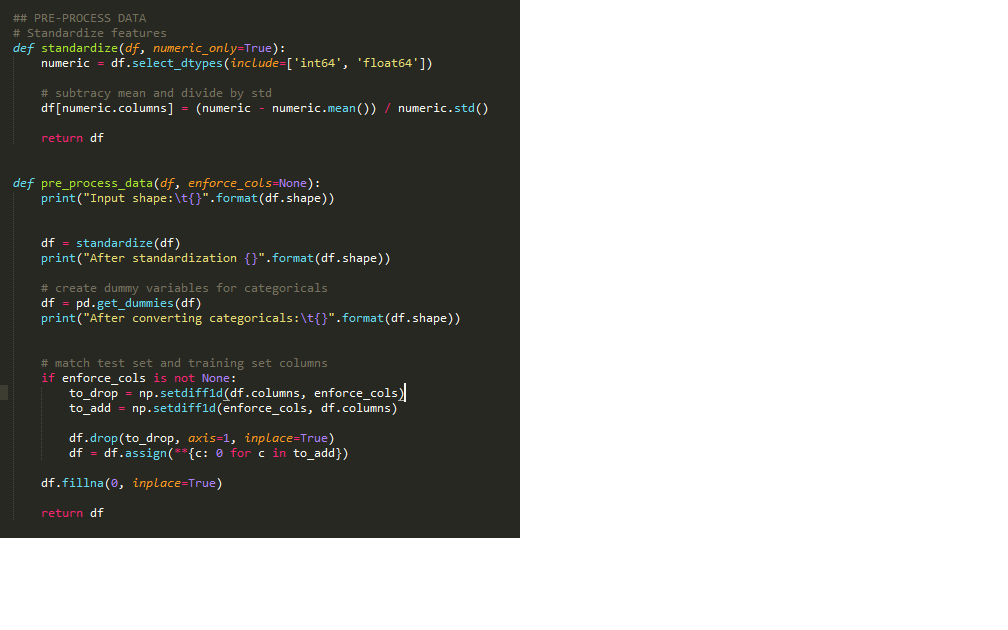 ## PRE-PROCESS DATA
# Standardize features
def standardize(df, numeric_only=True):
    numeric = df.select_dtypes(include=['int64', 'float64'])
    # subtracy mean and divide by std
    df[numeric.columns] = (numeric - numeric.mean()) / numeric.std()
    return df
def pre_process_data(df, enforce_cols=None):
    print("Input shape:\t{}".format(df.shape))
    df = standardize(df)
    print("After standardization {}".format(df.shape))
    # create dummy variables for categoricals
    df = pd.get_dummies(df)
    print("After converting categoricals:\t{}".format(df.shape))
    # match test set and training set columns
    if enforce_cols is not None:
        to_drop = np.setdiff1d(df.columns, enforce_cols)
        to_add = np.setdiff1d(enforce_cols, df.columns)
        df.drop(to_drop, axis=1, inplace=True)
        df = df.assign(**{c: 0 for c in to_add})
    df.fillna(0, inplace=True)
    return df